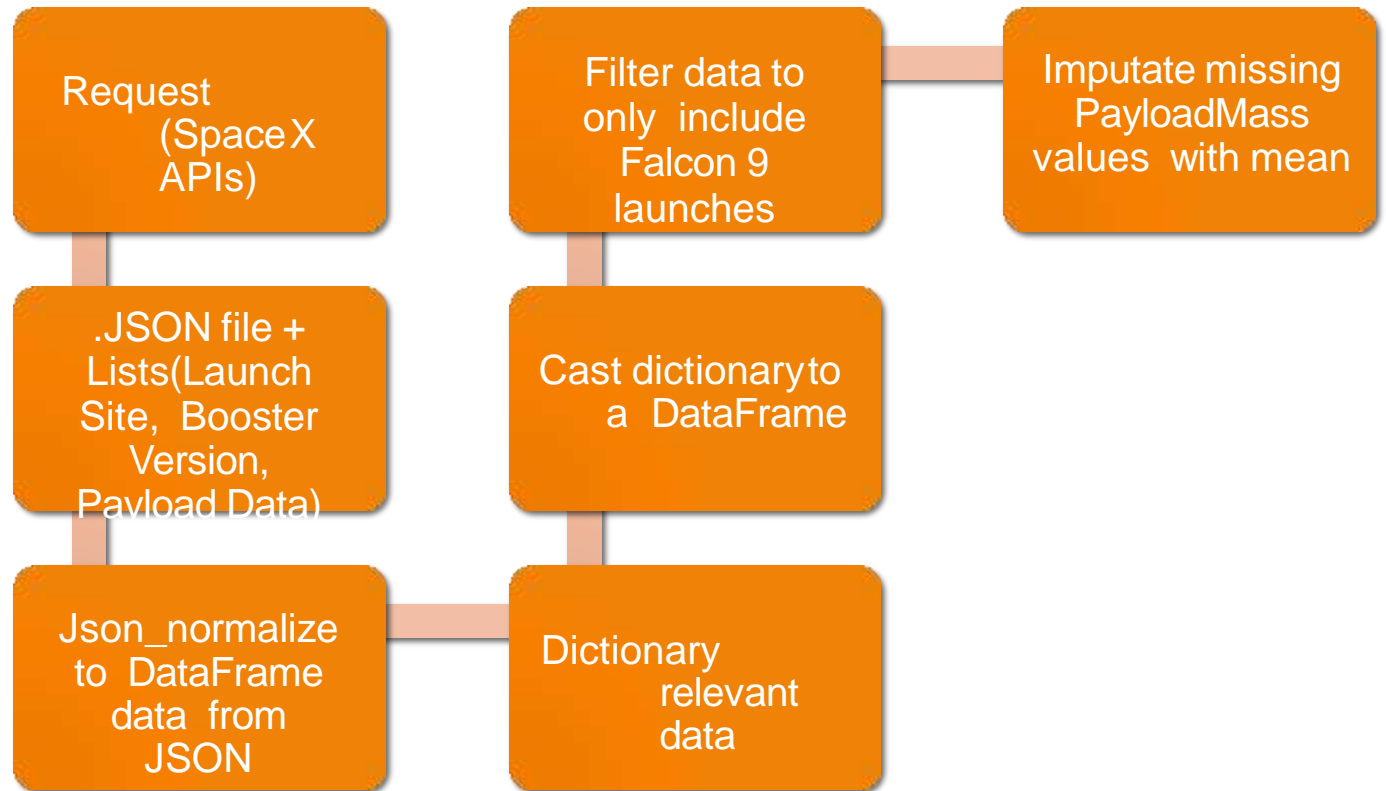 Request
(SpaceX
APIs)
.JSON file +
Lists(Launch
Site, Booster
Version,
Payload Data)
Json_normalize
to DataFrame
data from
JSON
Dictionary
relevant
data
Cast dictionary to
a DataFrame
Filter data to
only include
Falcon 9
launches
Imputate missing
PayloadMass
values with mean